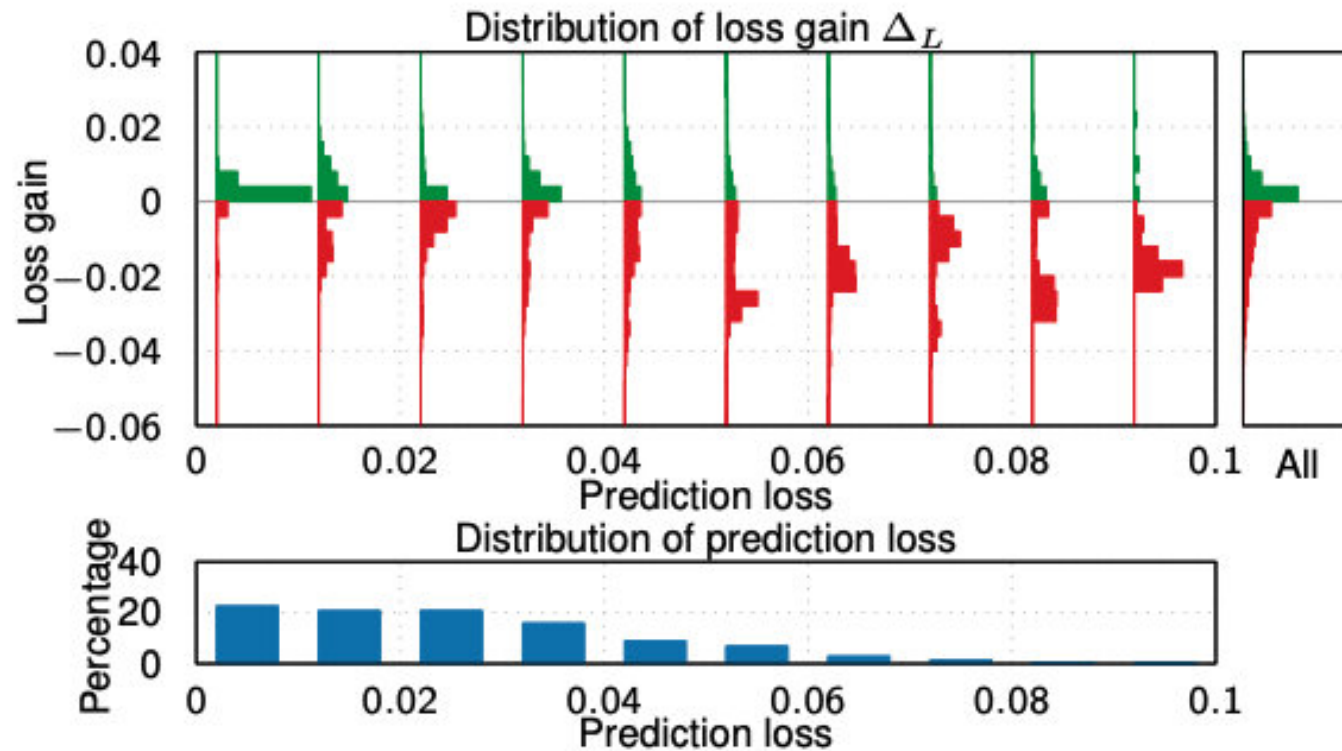 Distribution of loss gain Δ_L
Loss gain
0.04
0.02
0
−0.02
−0.04
−0.06
0 0.02 0.04 0.06 0.08 0.1 All
Prediction loss
Distribution of prediction loss
Percentage
40
20
0
0 0.02 0.04 0.06 0.08 0.1
Prediction loss